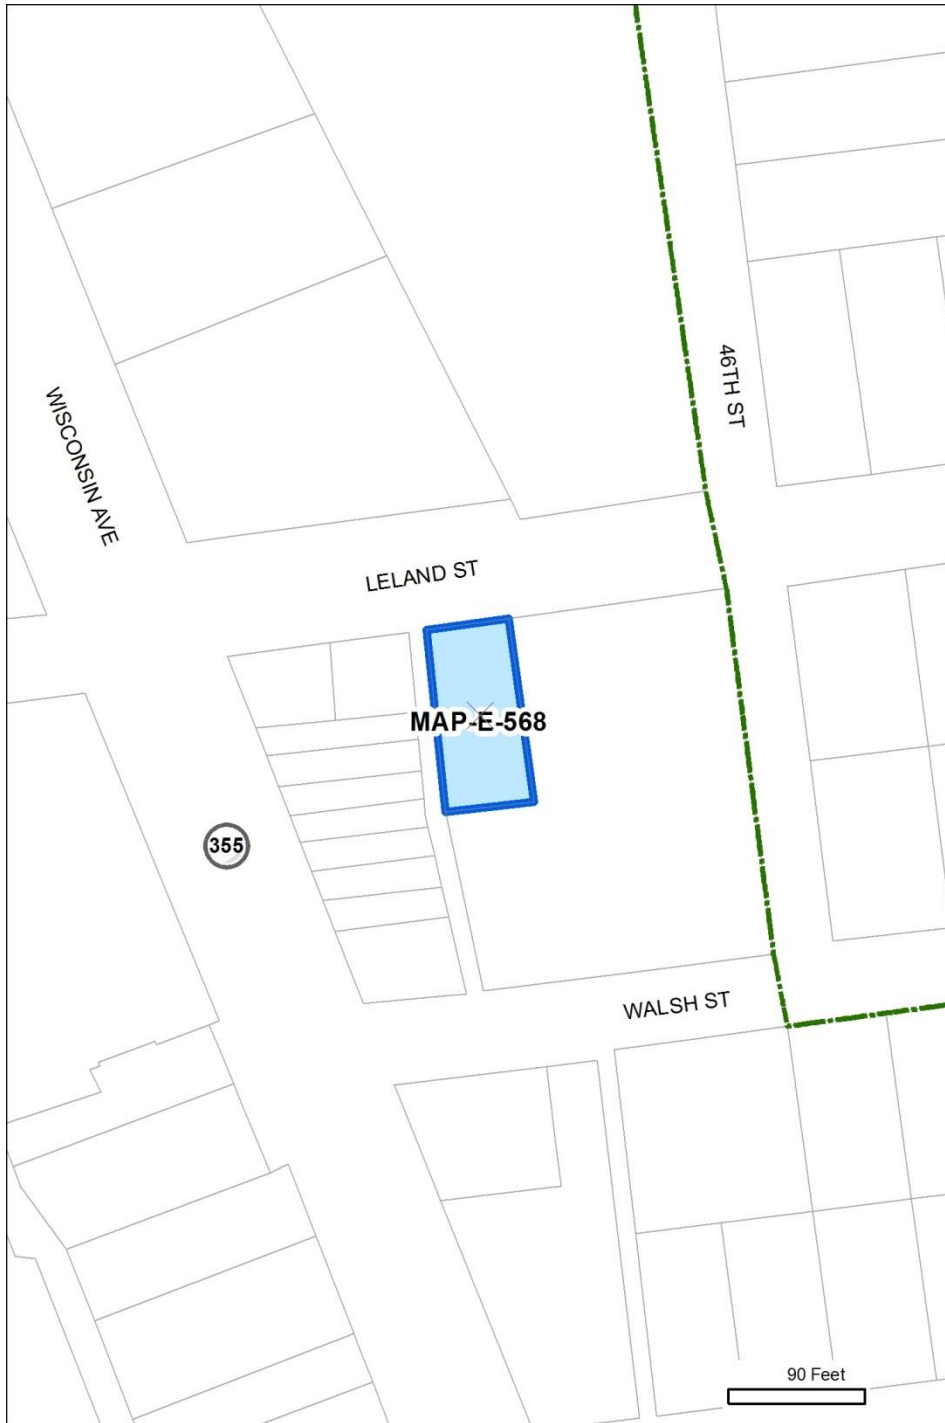 46TH ST
WISCONSIN AVE
LELAND ST
MAP-E-568
355
WALSH ST
90 Feet